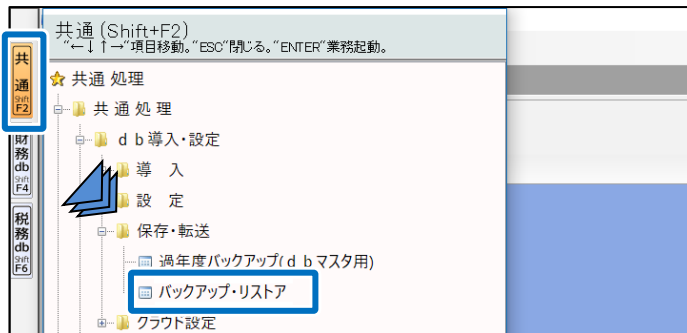 共通(Shift+F2)
“←↓↑→”項目移動。“ESC”閉じる。“ENTER”業務起動。
共
通
Shift
F2
財
務
db
Shift
F4
税
務
db
Shift
F6
共通 処理
共 通 処 理
ｄｂ導入・設定
導　入
設　定
保存・転送
過年度バックアップ(ｄｂマスタ用)
バックアップ・リストア
クラウド設定